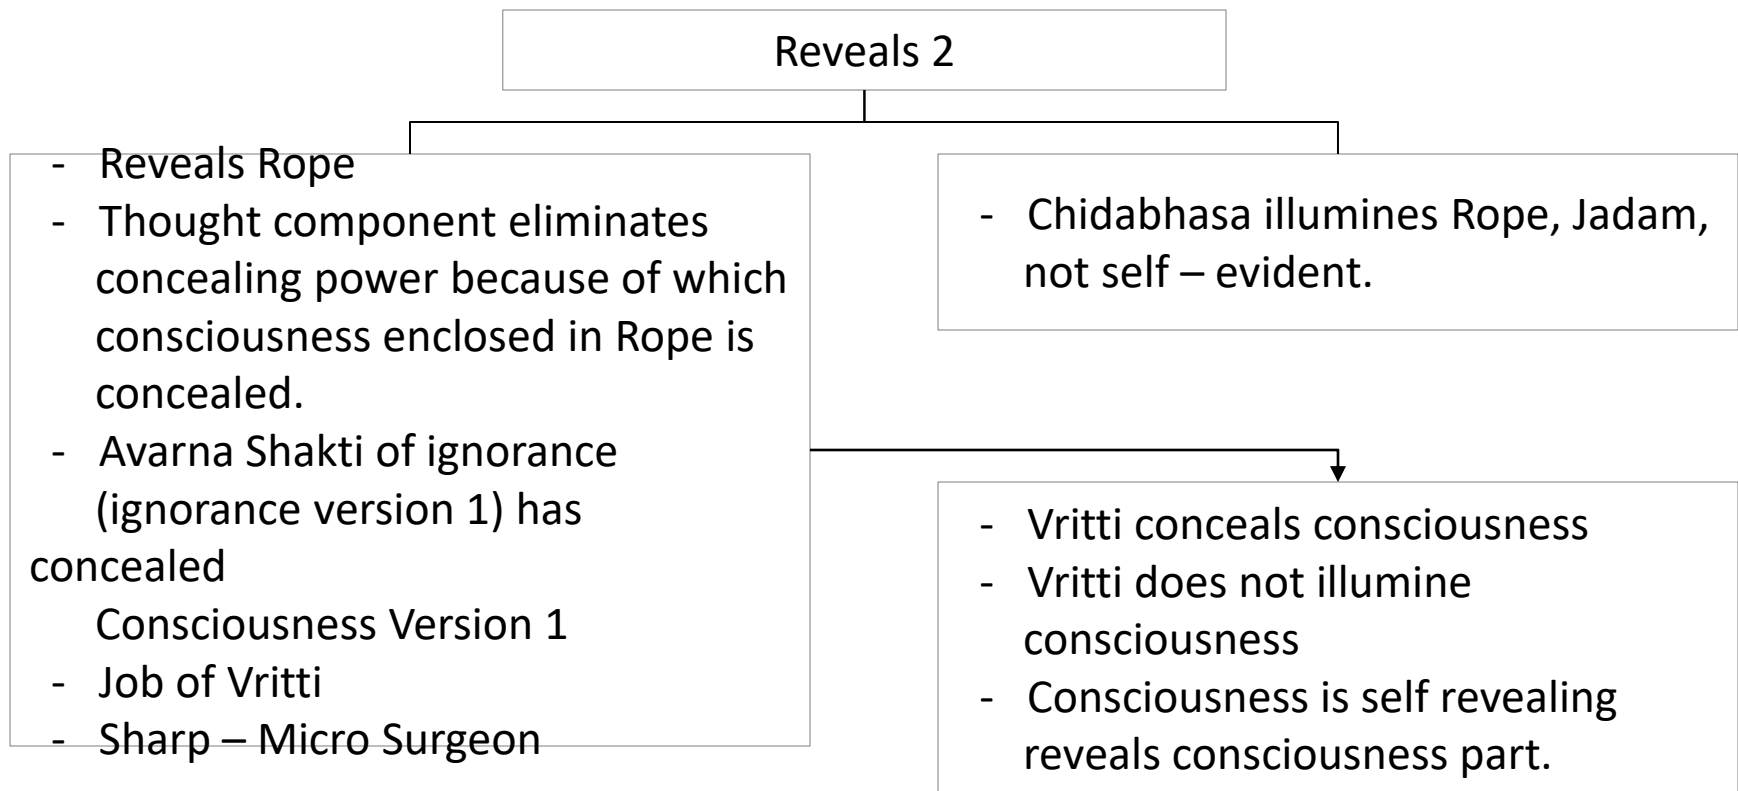 Reveals 2
- Reveals Rope
- Thought component eliminates
concealing power because of which
consciousness enclosed in Rope is
concealed.
- Avarna Shakti of ignorance
(ignorance version 1) has
concealed
Consciousness Version 1
- Job of Vritti
- Sharp – Micro Surgeon
- Chidabhasa illumines Rope, Jadam,
not self – evident.
- Vritti conceals consciousness
- Vritti does not illumine
consciousness
- Consciousness is self revealing
reveals consciousness part.